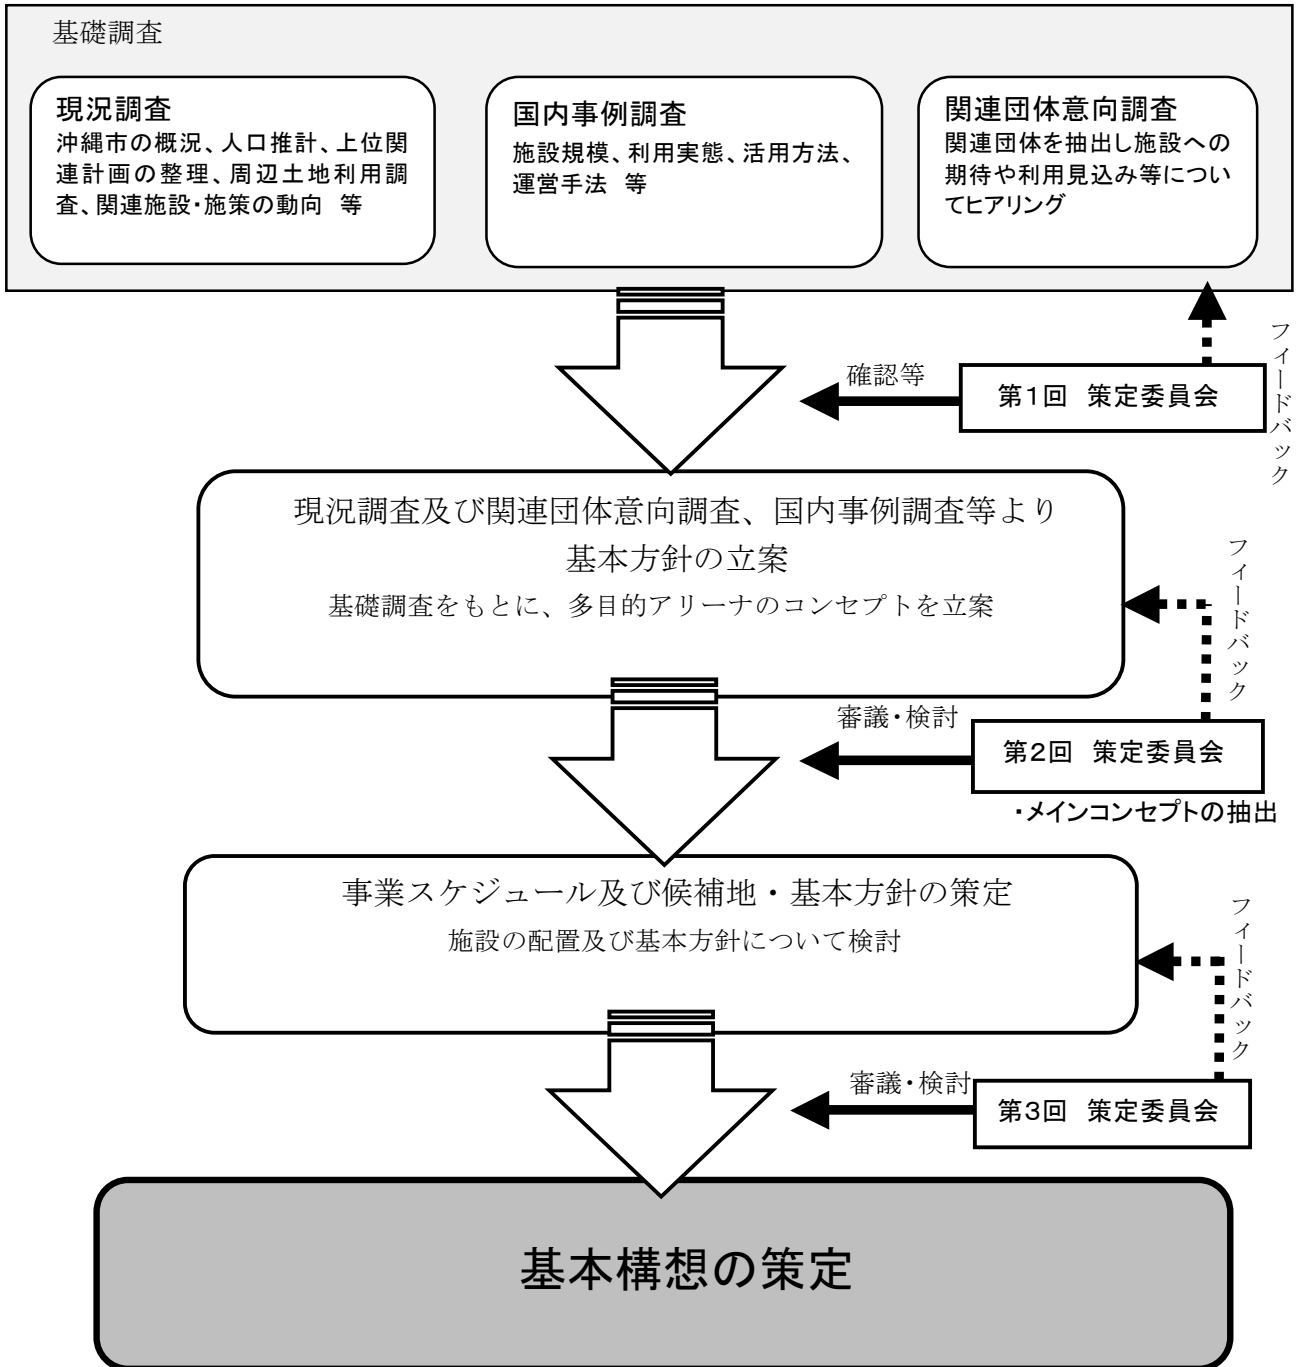 基礎調査
現況調査
沖縄市の概況、人口推計、上位関
連計画の整理、周辺土地利用調
査、関連施設・施策の動向　等
国内事例調査
施設規模、利用実態、活用方法、
運営手法　等
関連団体意向調査
関連団体を抽出し施設への
期待や利用見込み等につい
てヒアリング
フィードバック
確認等
第１回　策定委員会
現況調査及び関連団体意向調査、国内事例調査等より
基本方針の立案
基礎調査をもとに、多目的アリーナのコンセプトを立案
フィードバック
審議・検討
第２回　策定委員会
・メインコンセプトの抽出
事業スケジュール及び候補地・基本方針の策定
施設の配置及び基本方針について検討
フィードバック
審議・検討
第３回　策定委員会
基本構想の策定